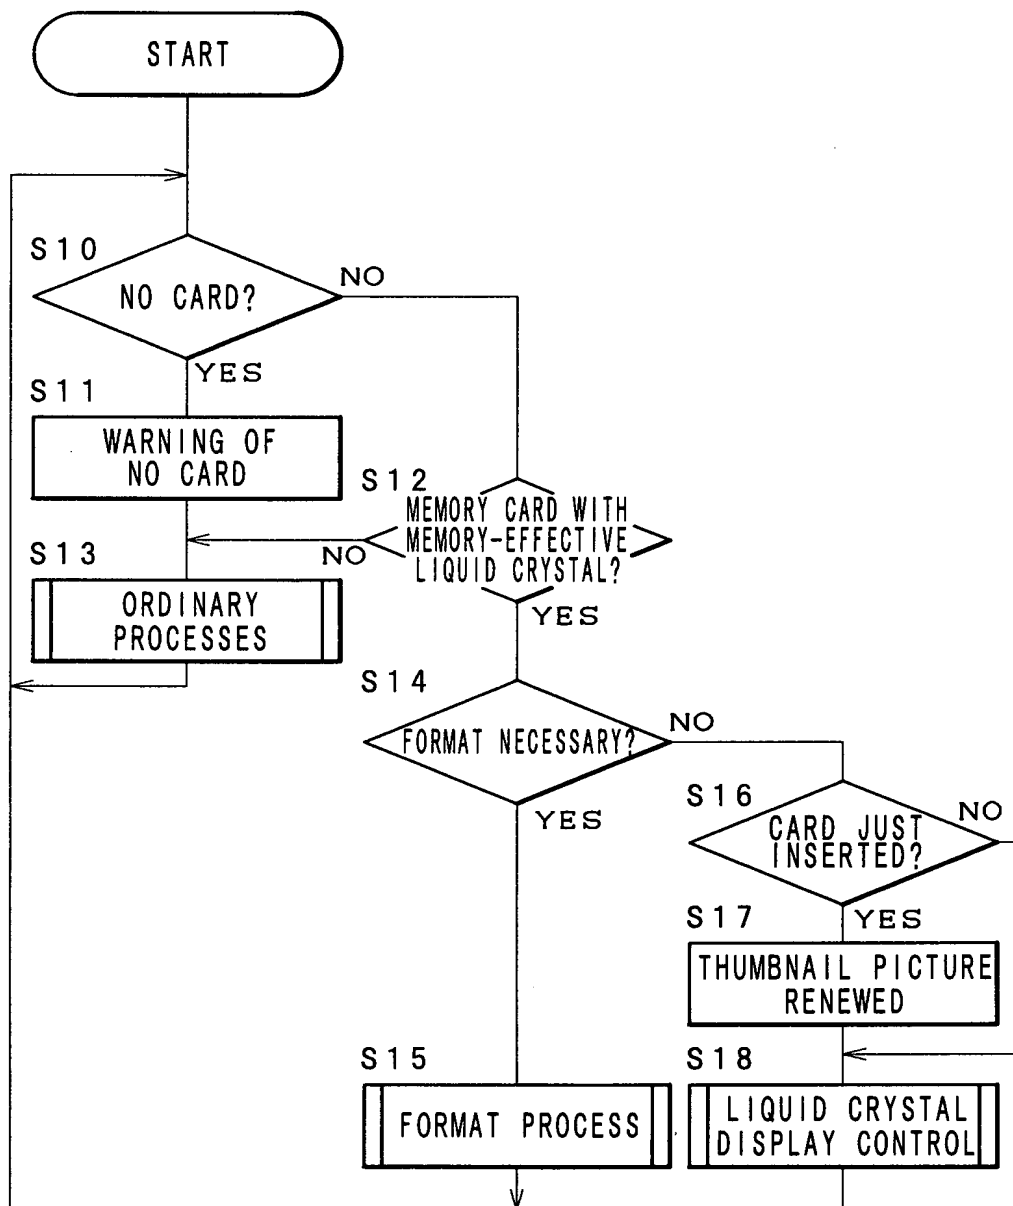 START
S10
NO CARD?
NO
YES
S11
WARNING OF
NO CARD
S12
MEMORY CARD WITH
MEMORY-EFFECTIVE
LIQUID CRYSTAL?
NO
YES
S13
ORDINARY
PROCESSES
S14
FORMAT NECESSARY?
NO
YES
S16
CARD JUST
INSERTED?
NO
YES
S17
THUMBNAIL PICTURE
RENEWED
S15
FORMAT PROCESS
S18
LIQUID CRYSTAL
DISPLAY CONTROL